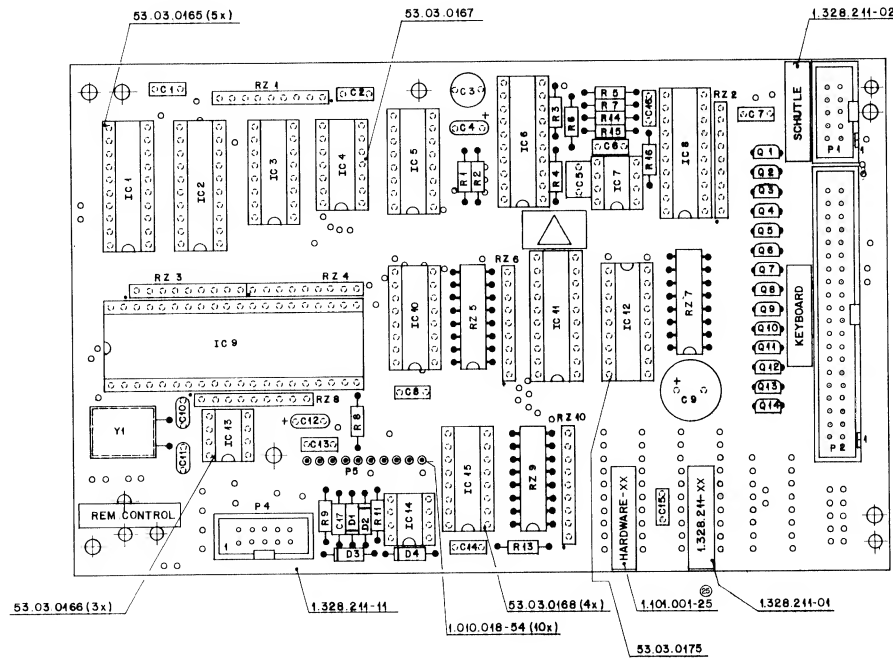 53.03.0165 (5x)
53.03.0167
1.328.211-02
C1
RZ 1
C2
C3
C4
IC 1
IC 2
IC 3
IC 4
IC 5
R1
R2
IC 6
R3
R4
R6
R5
R7
R14
R15
C6
C5
IC 7
C16
R16
IC 8
RZ 2
C7
SCHUTTLE
P1
1
Q1
Q2
Q3
Q4
Q5
Q6
Q7
Q8
Q9
Q10
Q11
Q12
Q13
Q14
KEYBOARD
P2
1
RZ 3
RZ 4
IC 9
IC 10
RZ 5
RZ 6
IC 11
IC 12
RZ 7
+
C9
C8
RZ 8
Y1
C10
C11
IC 13
+
C12
C13
R8
P5
IC 15
RZ 9
RZ 10
REM CONTROL
P4
1
R9
C17
D1
D2
R11
IC 14
D3
D4
C14
R13
HARDWARE-XX
C15
1.328.211-XX
53.03.0166 (3x)
1.328.211-11
1.010.018-54 (10x)
53.03.0168 (4x)
53.03.0175
1.101.001-25
25
1.328.211-01